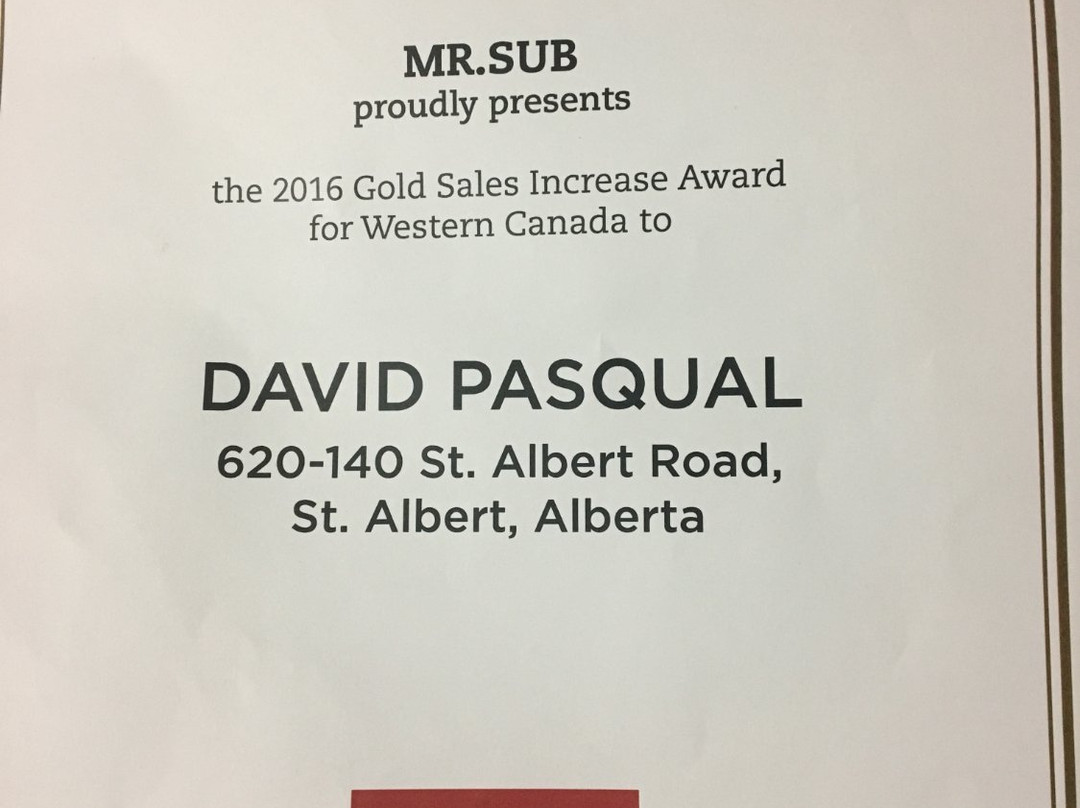 MR.SUB
proudly presents
the 2016 Gold Sales Increase Award
for Western Canada to
DAVID PASQUAL
620-140 St. Albert Road,
St. Albert, Alberta